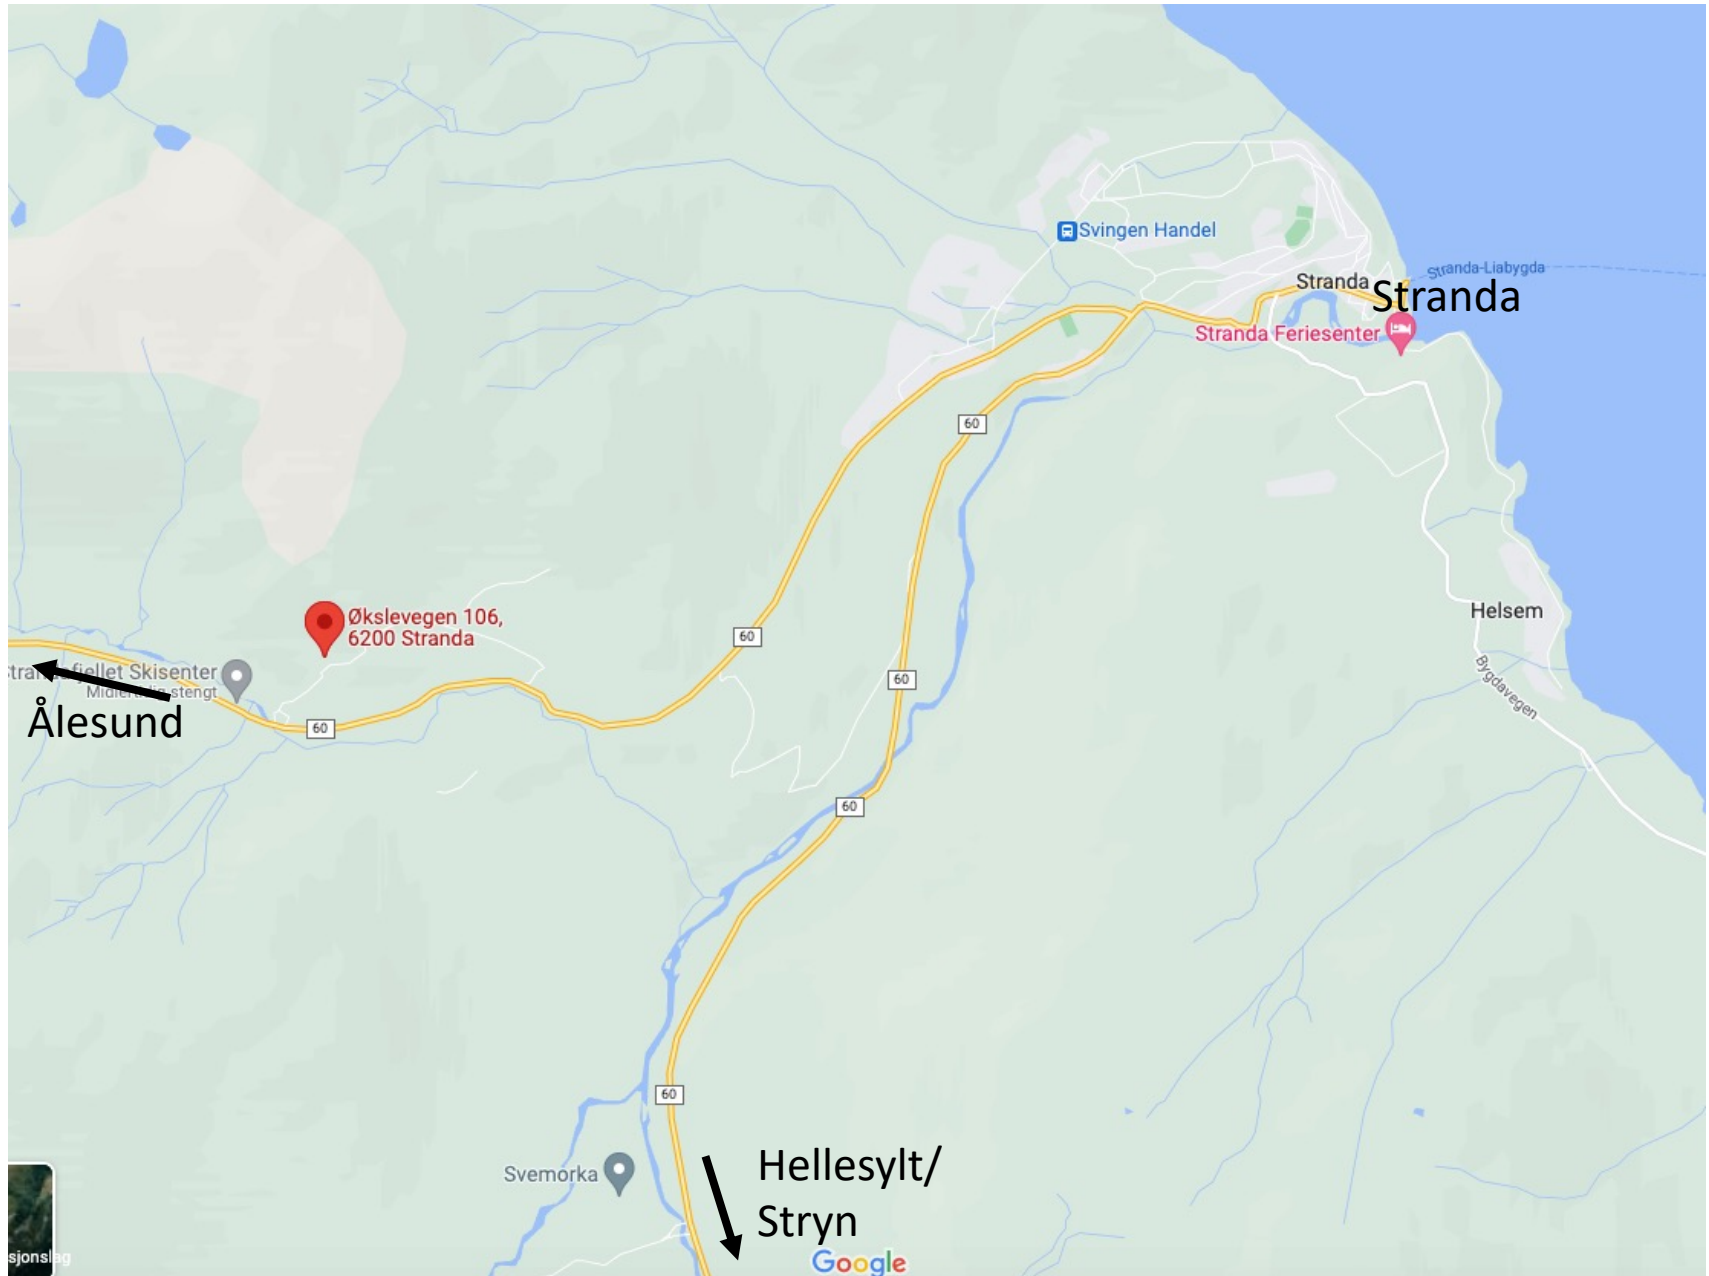 Svingen Handel
Stranda-Liabygda
Stranda
Stranda
Stranda Feriesenter
60
Helsem
Økslevegen 106,
6200 Stranda
60
Skisenter
stengt
60
Bygdavegen
Ålesund
60
60
60
Svemorka
Hellesylt/
Stryn
Google